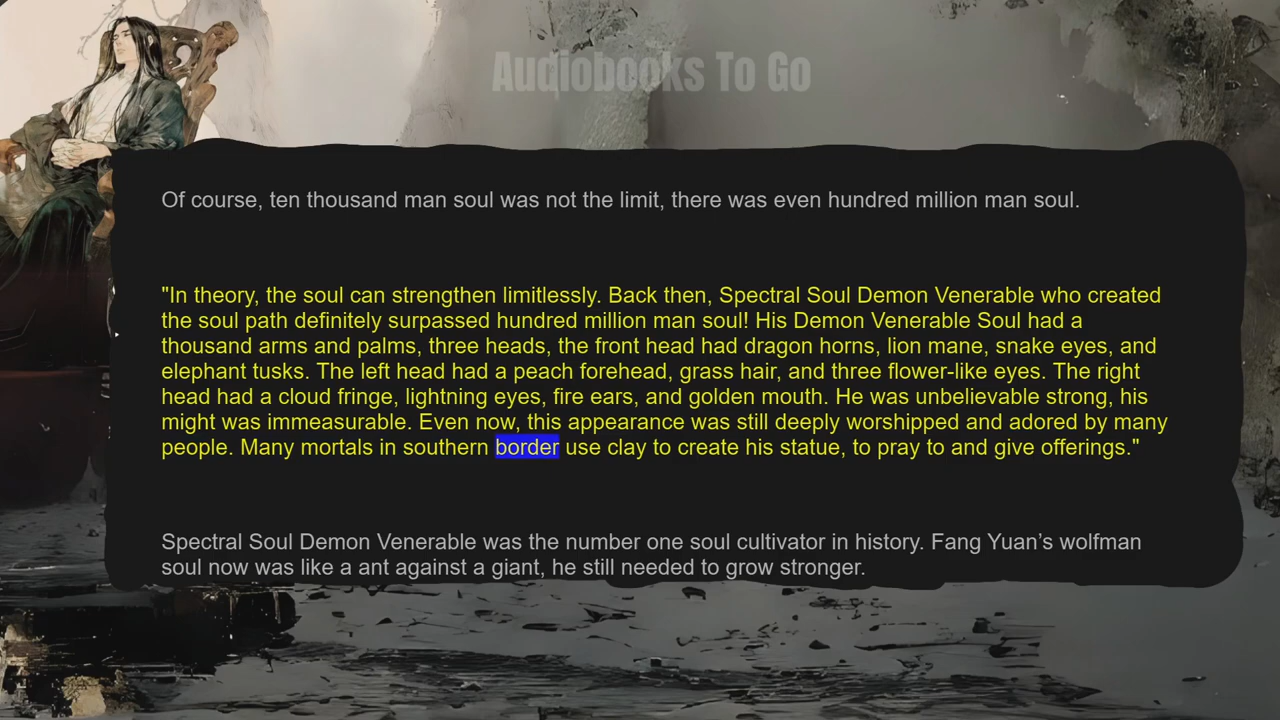 Audiobooks To Go
Of course, ten thousand man soul was not the limit, there was even hundred million man soul.
"In theory, the soul can strengthen limitlessly. Back then, Spectral Soul Demon Venerable who created
the soul path definitely surpassed hundred million man soul! His Demon Venerable Soul had a
thousand arms and palms, three heads, the front head had dragon horns, lion mane, snake eyes, and
elephant tusks. The left head had a peach forehead, grass hair, and three flower-like eyes. The right
head had a cloud fringe, lightning eyes, fire ears, and golden mouth. He was unbelievable strong, his
might was immeasurable. Even now, this appearance was still deeply worshipped and adored by many
people. Many mortals in southern border use clay to create his statue, to pray to and give offerings."
Spectral Soul Demon Venerable was the number one soul cultivator in history. Fang Yuan’s wolfman
soul now was like a ant against a giant, he still needed to grow stronger.